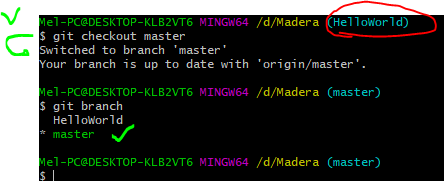 Mel-PC@DESKTOP-KLB2VT6 MINGW64 /d/Madera (HelloWorld)
$ git checkout master
Switched to branch 'master'
Your branch is up to date with 'origin/master'.
Mel-PC@DESKTOP-KLB2VT6 MINGW64 /d/Madera (master)
$ git branch
  HelloWorld
* master
Mel-PC@DESKTOP-KLB2VT6 MINGW64 /d/Madera (master)
$